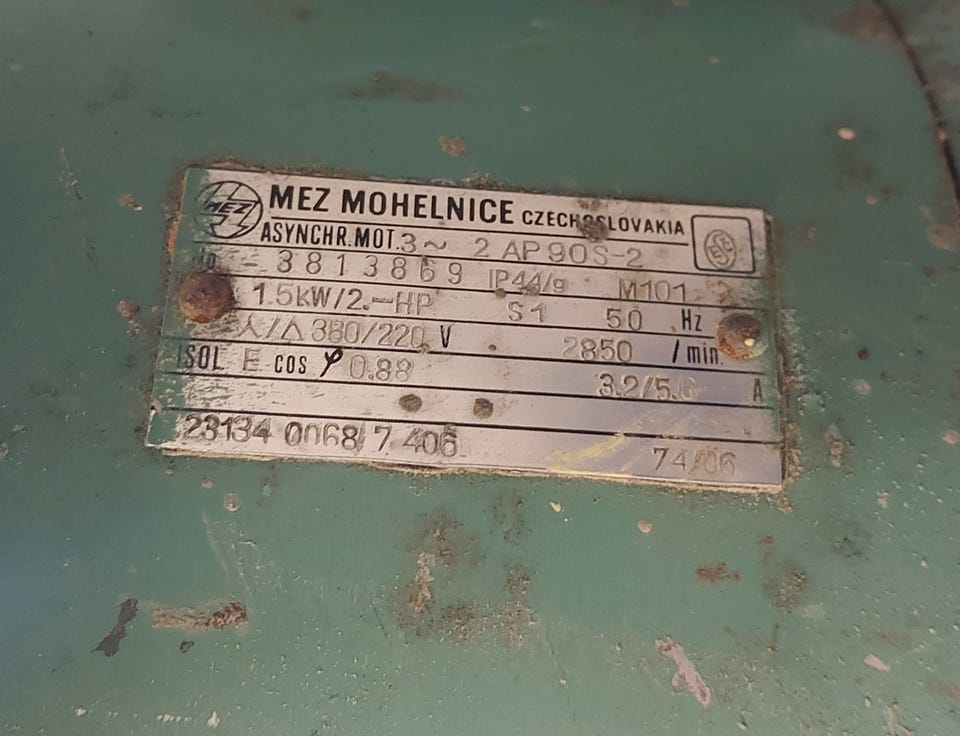 MEZ MEZ MOHELNICE CZECHOSLOVAKIA
ASYNCHR. MOT. 3~ 2 AP 90S-2
No 3813869 IP44/g M101
1.5kW/2.-HP S1 50 Hz
⅄/△ 380/220 V 2850 /min.
ISOL E cos φ 0.88 3.2/5.6 A
23134 0068/7 406 74/06